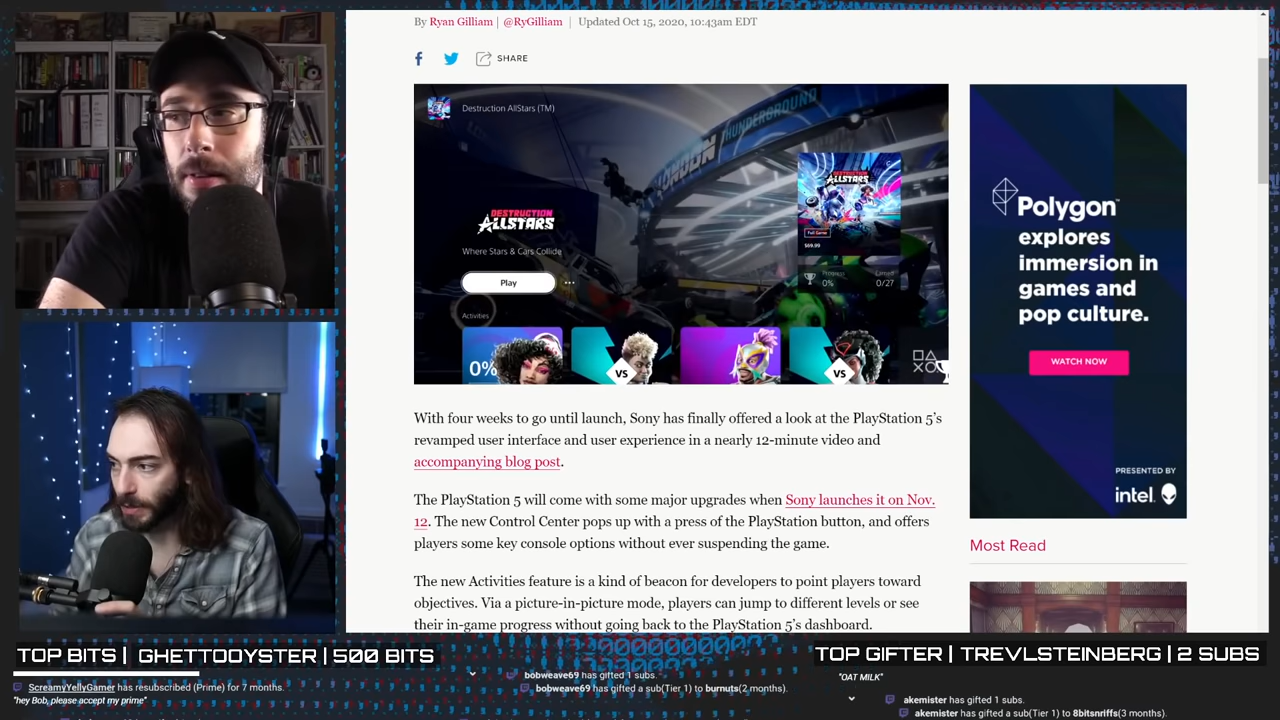 By Ryan Gilliam | @RyGilliam | Updated Oct 15, 2020, 10:43am EDT
SHARE
Destruction AllStars (TM)
LONDON THUNDERGROUND
DESTRUCTION
ALLSTARS
Where Stars & Cars Collide
Play
Activities
0%
VS
VS
DESTRUCTION
ALLSTARS
Full Game
$69.99
Progress
0%
Earned
0/27
With four weeks to go until launch, Sony has finally offered a look at the PlayStation 5's
revamped user interface and user experience in a nearly 12-minute video and
accompanying blog post.
The PlayStation 5 will come with some major upgrades when Sony launches it on Nov.
12. The new Control Center pops up with a press of the PlayStation button, and offers
players some key console options without ever suspending the game.
The new Activities feature is a kind of beacon for developers to point players toward
objectives. Via a picture-in-picture mode, players can jump to different levels or see
their in-game progress without going back to the PlayStation 5's dashboard.
Polygon
explores
immersion in
games and
pop culture.
WATCH NOW
PRESENTED BY
intel.
Most Read
TOP BITS | GHETTODYSTER | 500 BITS
ScreamyYellyGamer has resubscribed (Prime) for 7 months.
"hey Bob, please accept my prime"
bobweave69 has gifted 1 subs.
bobweave69 has gifted a sub(Tier 1) to burnuts(2 months).
TOP GIFTER | TREVLSTEINBERG | 2 SUBS
"OAT MILK"
akemister has gifted 1 subs.
akemister has gifted a sub(Tier 1) to 8bitsnriffs(3 months).